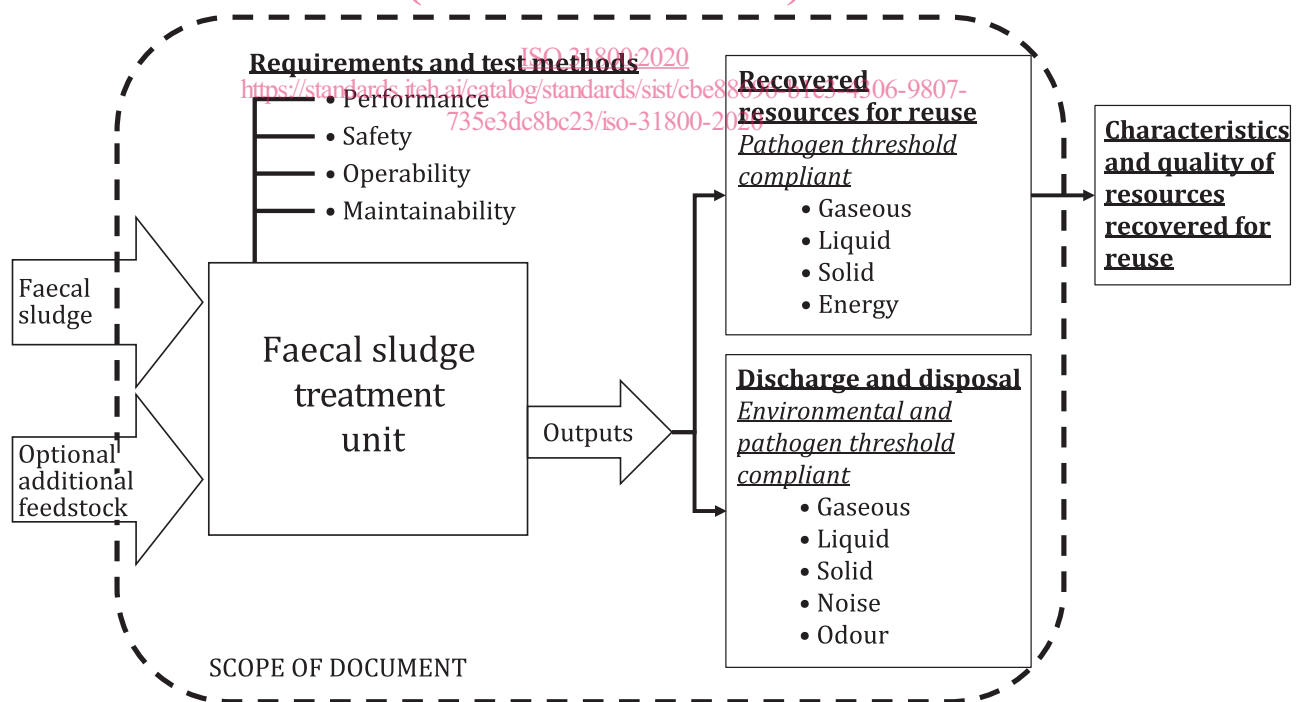 ISO 31800:2020
https://standards.iteh.ai/catalog/standards/sist/cbe88096-b1e3-4306-9807-
735e3dc8bc23/iso-31800-2020
Requirements and test methods
• Performance
• Safety
• Operability
• Maintainability
Faecal
sludge
Optional
additional
feedstock
Faecal sludge
treatment
unit
Outputs
Recovered
resources for reuse
Pathogen threshold
compliant
• Gaseous
• Liquid
• Solid
• Energy
Discharge and disposal
Environmental and
pathogen threshold
compliant
• Gaseous
• Liquid
• Solid
• Noise
• Odour
Characteristics
and quality of
resources
recovered for
reuse
SCOPE OF DOCUMENT